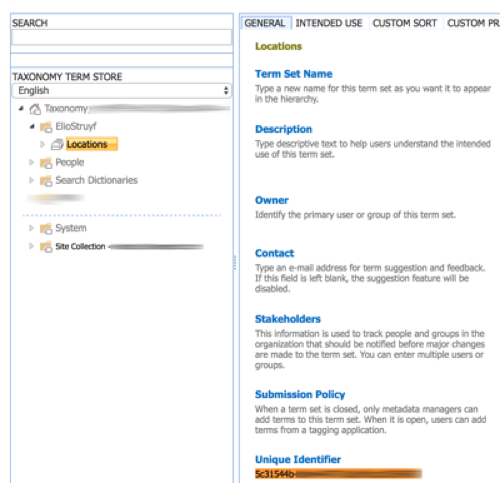 SEARCH
TAXONOMY TERM STORE
English
Taxonomy
ElioStruyf
Locations
People
Search Dictionaries
System
Site Collection
GENERAL INTENDED USE CUSTOM SORT CUSTOM PR
Locations
Term Set Name
Type a new name for this term set as you want it to appear
in the hierarchy.
Description
Type descriptive text to help users understand the intended
use of this term set.
Owner
Identify the primary user or group of this term set.
Contact
Type an e-mail address for term suggestion and feedback.
If this field is left blank, the suggestion feature will be
disabled.
Stakeholders
This information is used to track people and groups in the
organization that should be notified before major changes
are made to the term set. You can enter multiple users or
groups.
Submission Policy
When a term set is closed, only metadata managers can
add terms to this term set. When it is open, users can add
terms from a tagging application.
Unique Identifier
5c31544b